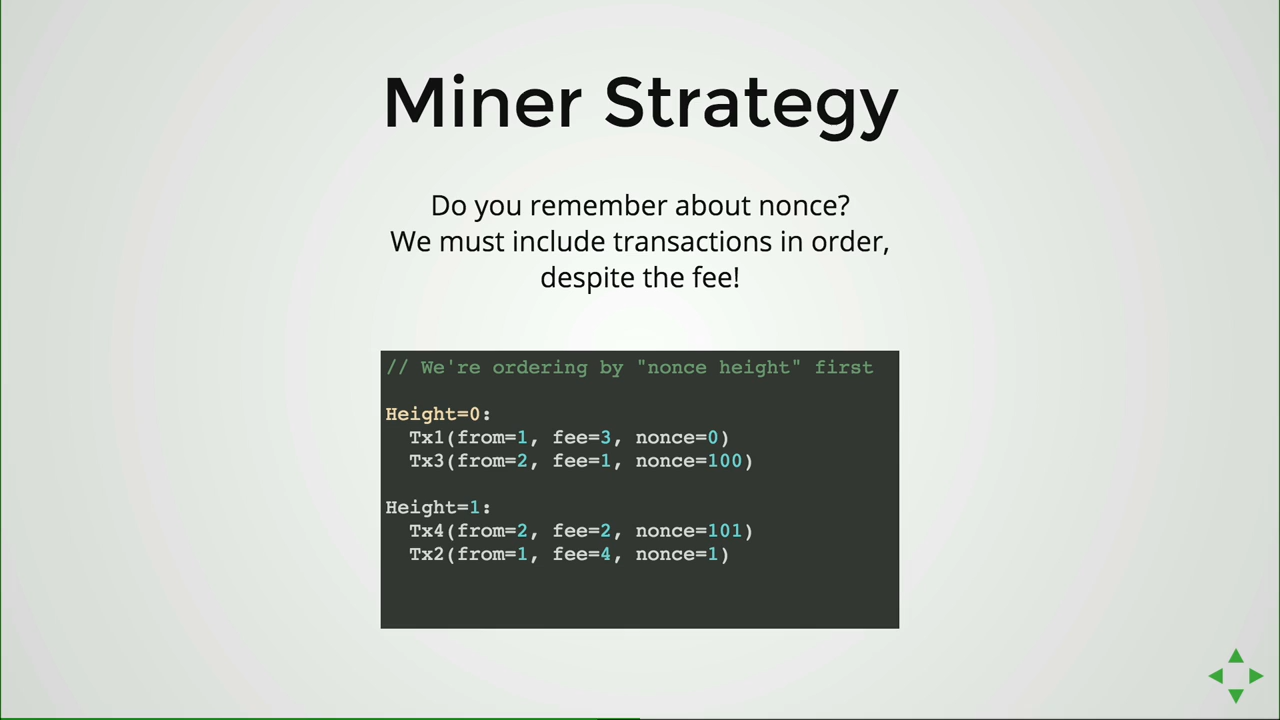 Miner Strategy
Do you remember about nonce?
We must include transactions in order,
despite the fee!
// We're ordering by "nonce height" first
Height=0:
Tx1(from=1, fee=3, nonce=0)
Tx3(from=2, fee=1, nonce=100)
Height=1:
Tx4(from=2, fee=2, nonce=101)
Tx2(from=1, fee=4, nonce=1)